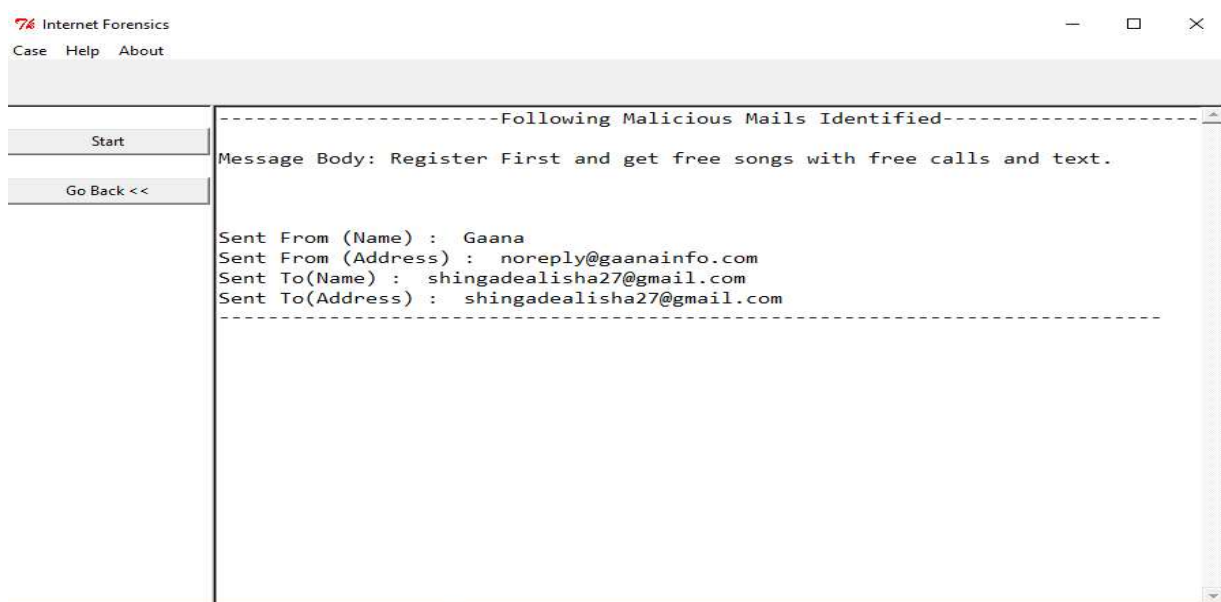 Internet Forensics
Case Help About
Start
Go Back <<
-----------------------Following Malicious Mails Identified---------------------
Message Body: Register First and get free songs with free calls and text.
Sent From (Name) : Gaana
Sent From (Address) : noreply@gaanainfo.com
Sent To(Name) : shingadealisha27@gmail.com
Sent To(Address) : shingadealisha27@gmail.com
-----------------------------------------------------------------------------